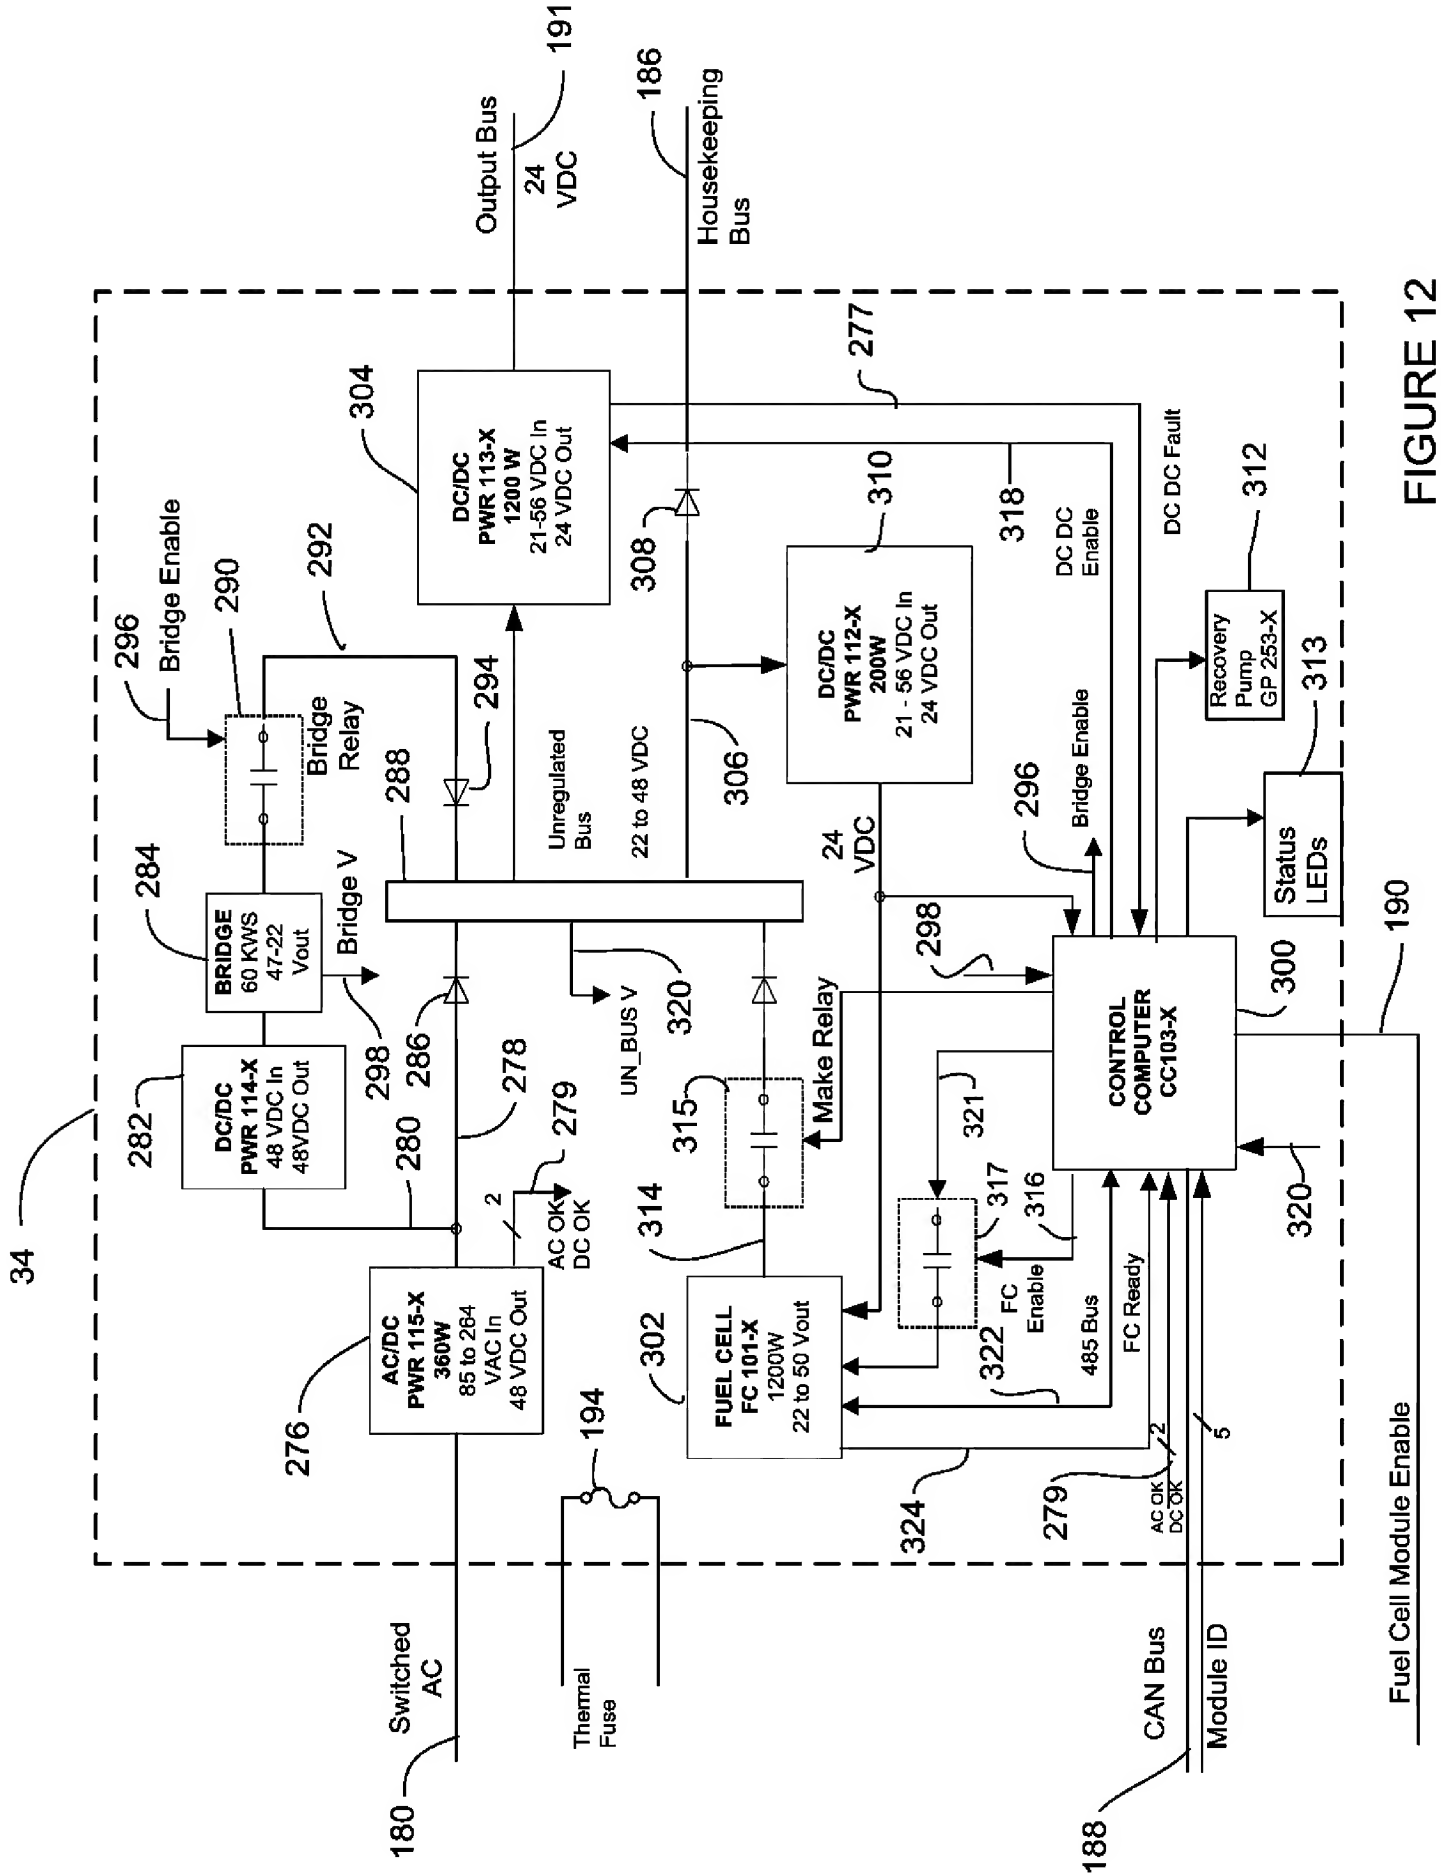 34
Bridge Enable
296
290
292
304
Output Bus
24
VDC
191
186
Housekeeping
Bus
284
BRIDGE
60 KWS
47-22
Vout
Bridge
Relay
282
DC/DC
PWR 114-X
48 VDC In
48VDC Out
Bridge V
298
288
294
286
280
278
DC/DC
PWR 113-X
1200 W
21-56 VDC In
24 VDC Out
276
AC/DC
PWR 115-X
360W
85 to 264
VAC In
48 VDC Out
2
279
AC OK
DC OK
Switched
AC
180
Thermal
Fuse
194
Unregulated
Bus
22 to 48 VDC
UN_BUS V
320
308
306
277
310
DC/DC
PWR 112-X
200W
21 - 56 VDC In
24 VDC Out
24
VDC
302
FUEL CELL
FC 101-X
1200W
22 to 50 Vout
314
315
Make Relay
298
296
Bridge Enable
318
DC DC
Enable
DC DC Fault
321
317
316
FC
Enable
322
485 Bus
FC Ready
324
279
2
AC OK
DC OK
5
CONTROL
COMPUTER
CC103-X
300
320
Recovery
Pump
GP 253-X
312
Status
LEDs
313
190
CAN Bus
Module ID
188
Fuel Cell Module Enable
FIGURE 12